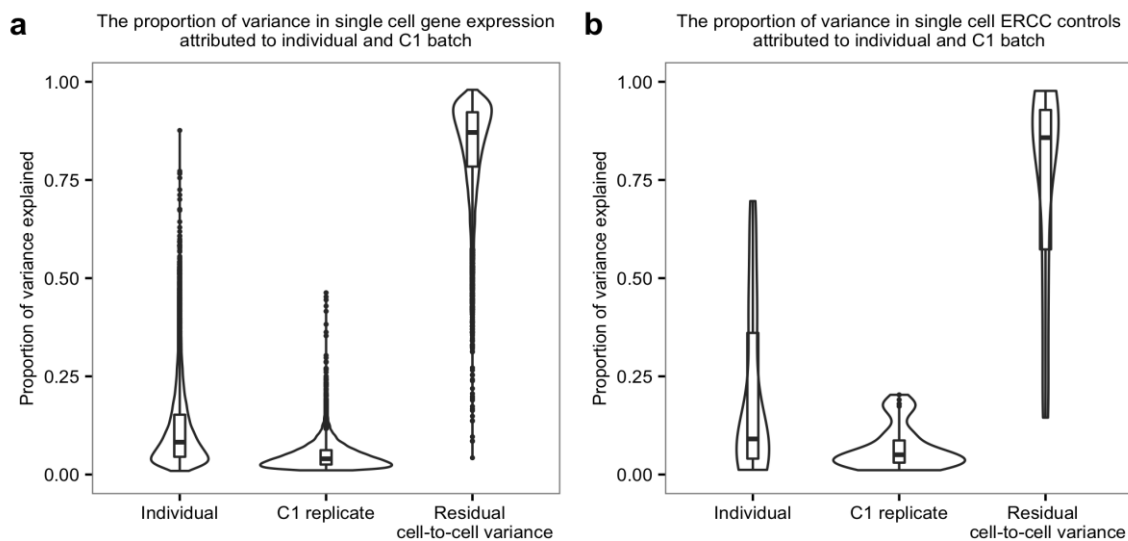 a
The proportion of variance in single cell gene expression
attributed to individual and C1 batch
Proportion of variance explained
1.00
0.75
0.50
0.25
0.00
Individual
C1 replicate
Residual
cell-to-cell variance
b
The proportion of variance in single cell ERCC controls
attributed to individual and C1 batch
Proportion of variance explained
1.00
0.75
0.50
0.25
0.00
Individual
C1 replicate
Residual
cell-to-cell variance